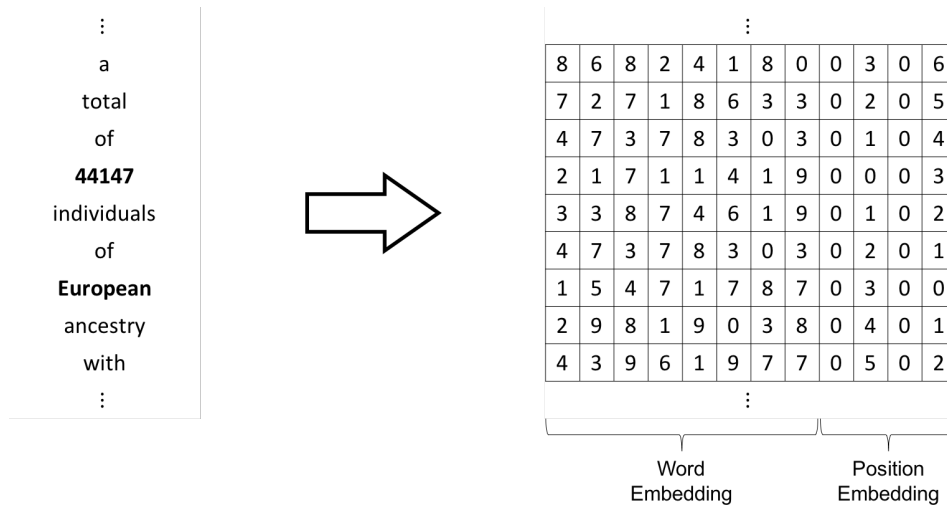 ⋮
a
total
of
44147
individuals
of
European
ancestry
with
⋮
⋮
8 6 8 2 4 1 8 0 0 3 0 6
7 2 7 1 8 6 3 3 0 2 0 5
4 7 3 7 8 3 0 3 0 1 0 4
2 1 7 1 1 4 1 9 0 0 0 3
3 3 8 7 4 6 1 9 0 1 0 2
4 7 3 7 8 3 0 3 0 2 0 1
1 5 4 7 1 7 8 7 0 3 0 0
2 9 8 1 9 0 3 8 0 4 0 1
4 3 9 6 1 9 7 7 0 5 0 2
⋮
Word
Embedding
Position
Embedding